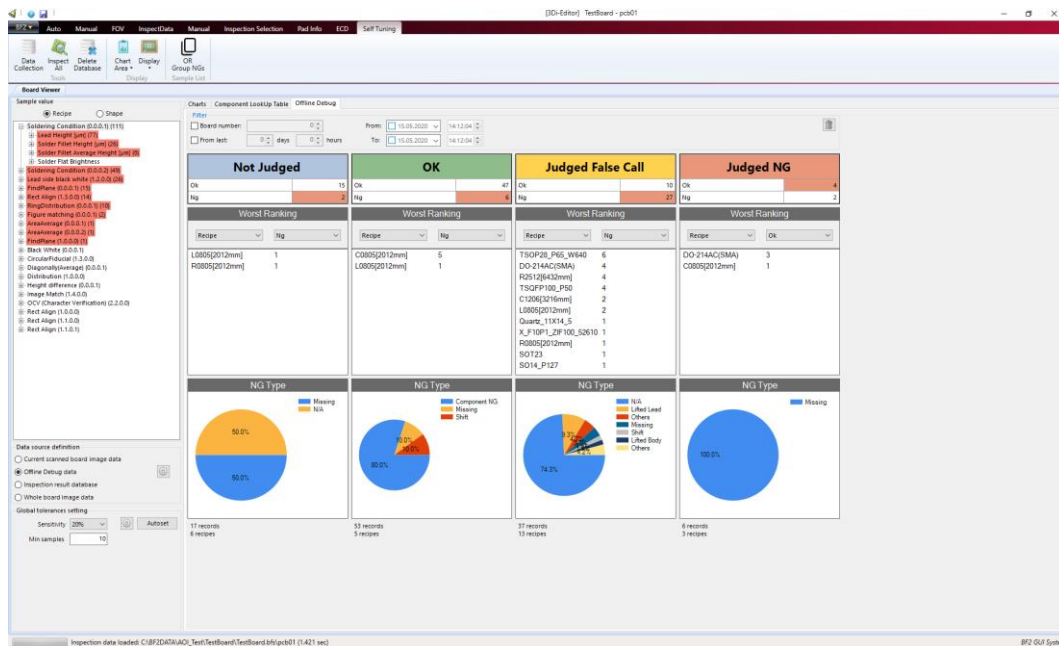 [3Di-Editor] TestBoard - pcb01
BF2 Auto Manual FOV InspectData Manual Inspection Selection Pad Info ECD Self Tuning
Data Collection Inspect All Delete Database Chart Area Display OR Group NGs
Tools Display Sample List
Board Viewer
Sample value
Recipe Shape
Soldering Condition (0.0.0.1) (111)
Lead Height [µm] (77)
Solder Fillet Height [µm] (28)
Solder Fillet Average Height [µm] (6)
Solder Flat Brightness
Soldering Condition (0.0.0.2) (49)
Lead side black white (1.2.0.0) (26)
FindPlane (0.0.0.1) (15)
Rect Align (1.3.0.0) (14)
RingDistribution (0.0.0.1) (10)
Figure matching (0.0.0.1) (2)
AreaAverage (0.0.0.1) (1)
AreaAverage (0.0.0.2) (1)
FindPlane (1.0.0.0) (1)
Black White (0.0.0.1)
CircularFiducial (1.3.0.0)
Diagonally(Average) (0.0.0.1)
Distribution (1.0.0.0)
Height difference (0.0.0.1)
Image Match (1.4.0.0)
OCV (Character Verification) (2.2.0.0)
Rect Align (1.0.0.0)
Rect Align (1.1.0.0)
Rect Align (1.1.0.1)
Data source definition
Current scanned board image data
Offline Debug data
Inspection result database
Whole board image data
Global tolerances setting
Sensitivity 20% Autoset
Min samples 10
Charts Component LookUp Table Offline Debug
Filter
Board number: 0 From: 15.05.2020 14:12:04
From last: 0 days 0 hours To: 15.05.2020 14:12:04
Not Judged
Ok 15
Ng 2
Worst Ranking
Recipe Ng
L0805[2012mm] 1
R0805[2012mm] 1
NG Type
Missing
N/A
50.0%
50.0%
17 records
6 recipes
OK
Ok 47
Ng 6
Worst Ranking
Recipe Ng
C0805[2012mm] 5
L0805[2012mm] 1
NG Type
Component NG
Missing
Shift
10.0%
10.0%
80.0%
53 records
5 recipes
Judged False Call
Ok 10
Ng 27
Worst Ranking
Recipe Ng
TSOP28_P65_W640 6
DO-214AC(SMA) 4
R2512[6432mm] 4
TSQFP100_P50 4
C1206[3216mm] 2
L0805[2012mm] 2
Quartz_11X14_5 1
X_F10P1_ZIF100_52610 1
R0805[2012mm] 1
SOT23 1
SO14_P127 1
NG Type
N/A
Lifted Lead
Others
Missing
Shift
Lifted Body
Others
9.3%
74.3%
37 records
13 recipes
Judged NG
Ok 4
Ng 2
Worst Ranking
Recipe Ok
DO-214AC(SMA) 3
C0805[2012mm] 1
NG Type
Missing
100.0%
6 records
3 recipes
Inspection data loaded: C:\BF2DATA\AOI_Test\TestBoard\TestBoard.bfs\pcb01 (1.421 sec)
BF2 GUI Syste